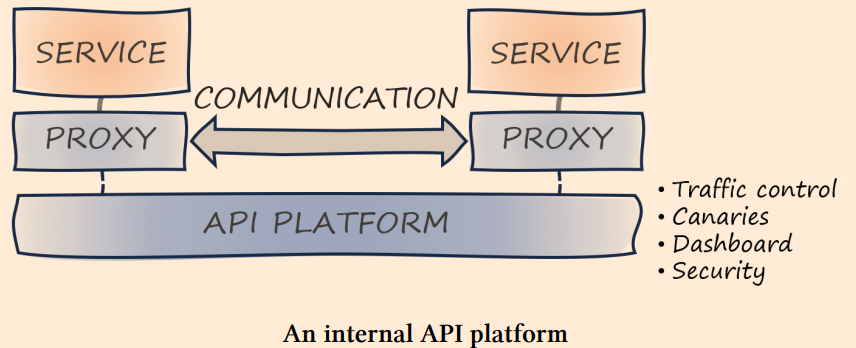 SERVICE
SERVICE
COMMUNICATION
PROXY
PROXY
API PLATFORM
• Traffic control
• Canaries
• Dashboard
• Security
An internal API platform